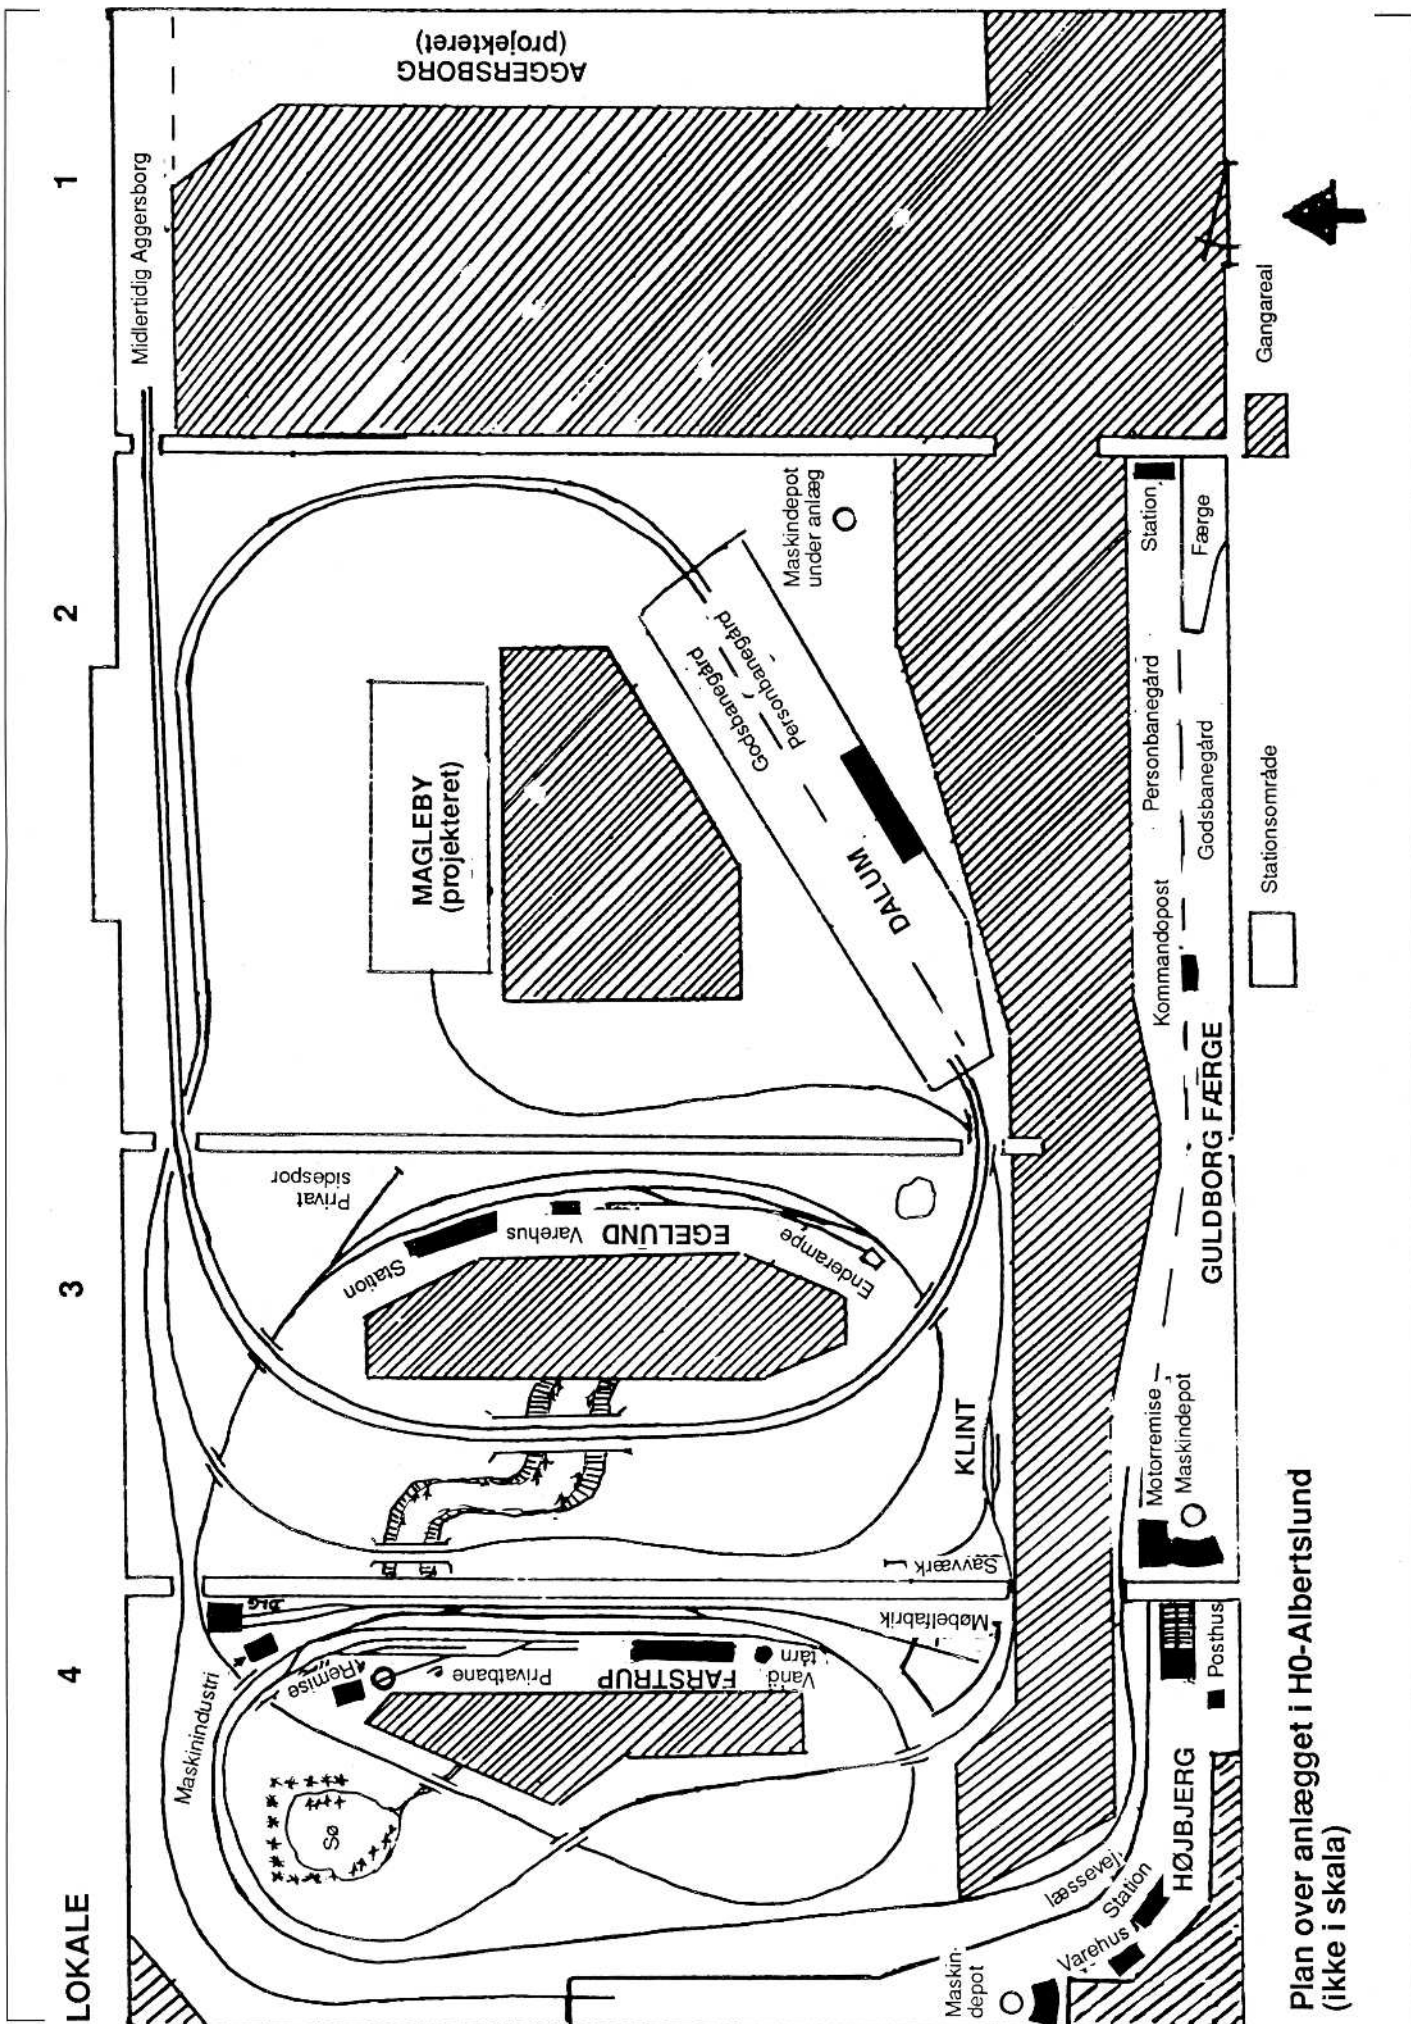 LOKALE
4
3
2
1
Midlertidig Aggersborg
AGGERSBORG
(projekteret)
MAGLEBY
(projekteret)
Maskindepot
under anlæg
Godsbanegård
Personbanegård
DALUM
Privat
sidespor
Station
Varehus
EGELUND
Enderampe
KLINT
Savværk
Møbelfabrik
DLG
Maskinindustri
Remise
Privatbane
FARSTRUP
Vand
tårn
Sø
Maskin-
depot
Varehus
Station
læssevej
HØJBJERG
Posthus
Motorremise
Maskindepot
GULDBORG FÆRGE
Kommandopost
Personbanegård
Godsbanegård
Station
Færge
Stationsområde
Gangareal
Plan over anlægget i H0-Albertslund
(ikke i skala)